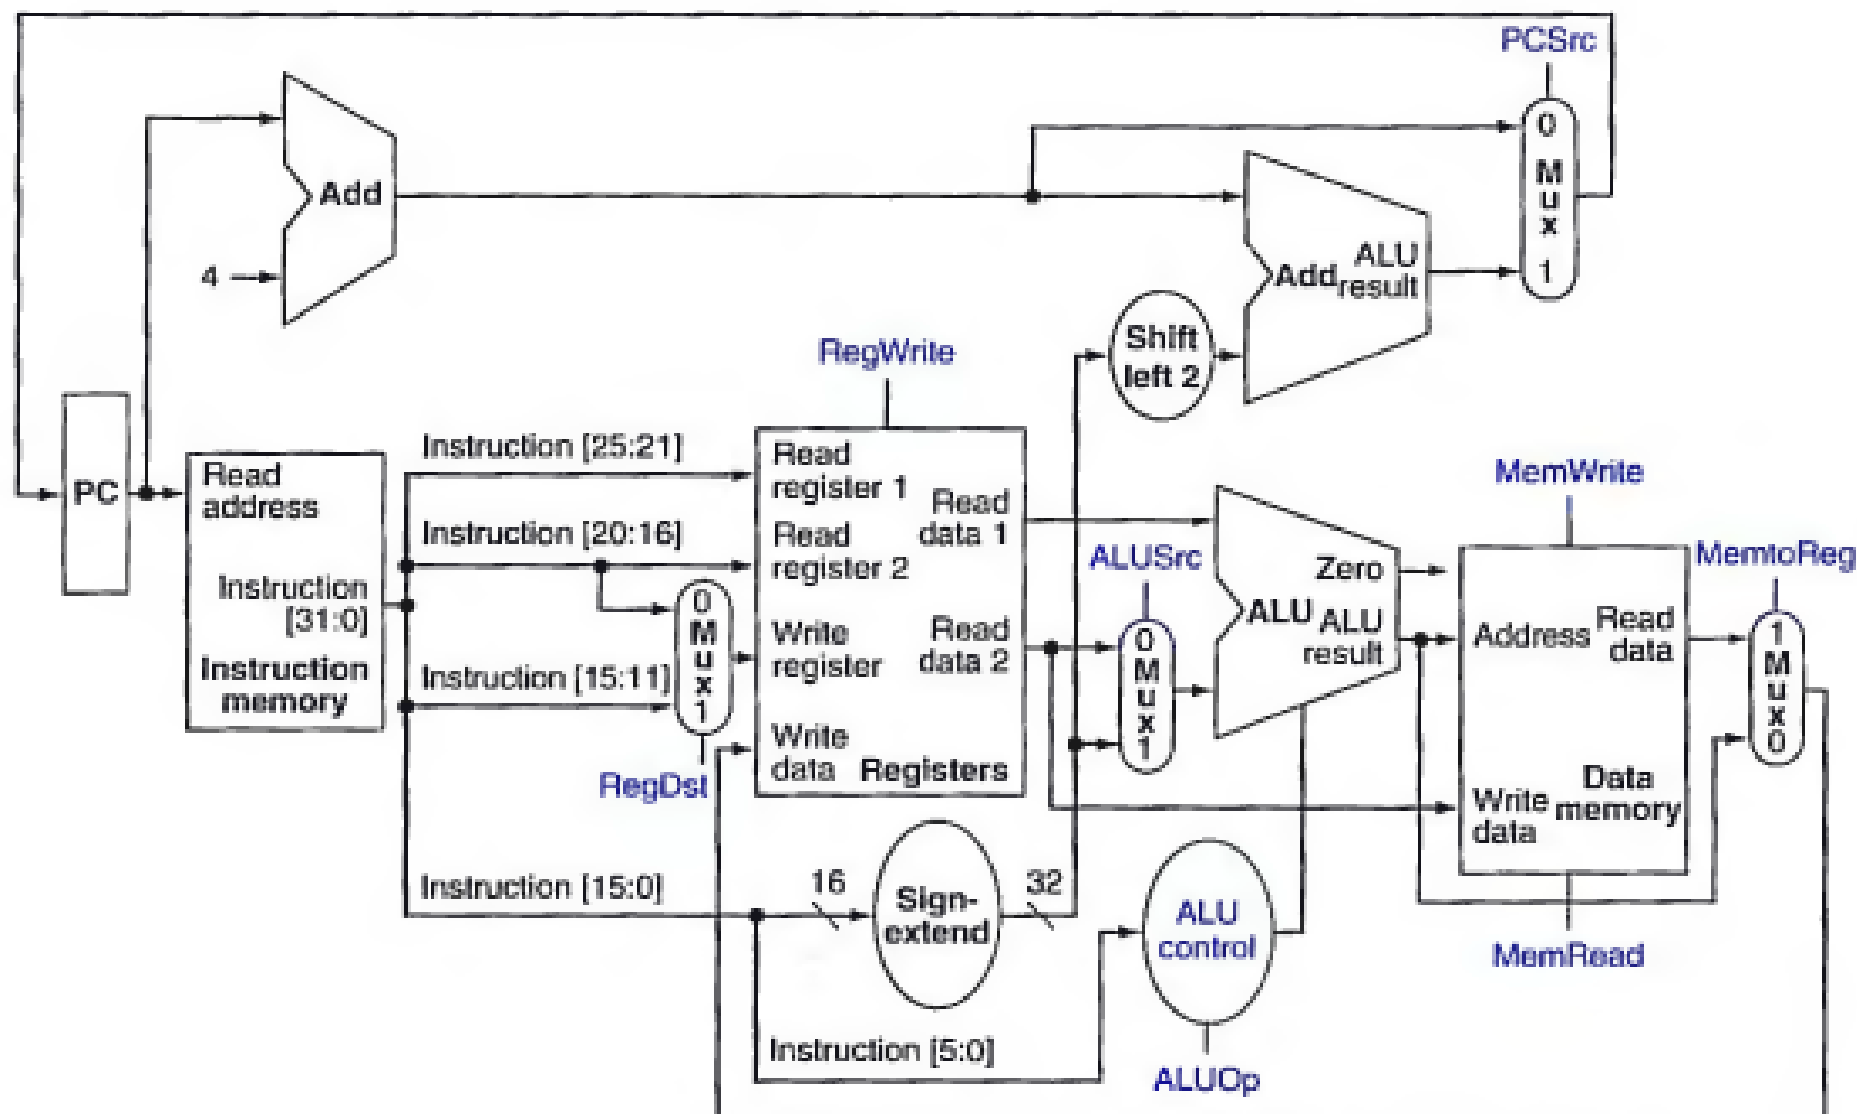 PCSrc
0
M
u
x
1
Add
4
Add
ALU
result
Shift
left 2
RegWrite
PC
Read
address
Instruction
[31:0]
Instruction
memory
Instruction [25:21]
Instruction [20:16]
Instruction [15:11]
Instruction [15:0]
Instruction [5:0]
0
M
u
x
1
RegDst
Read
register 1
Read
register 2
Write
register
Write
data
Registers
Read
data 1
Read
data 2
16
Sign-
extend
32
ALUSrc
0
M
u
x
1
Zero
ALU
ALU
result
ALU
control
ALUOp
MemWrite
Address
Read
data
Write
data
Data
memory
MemRead
MemtoReg
1
M
u
x
0